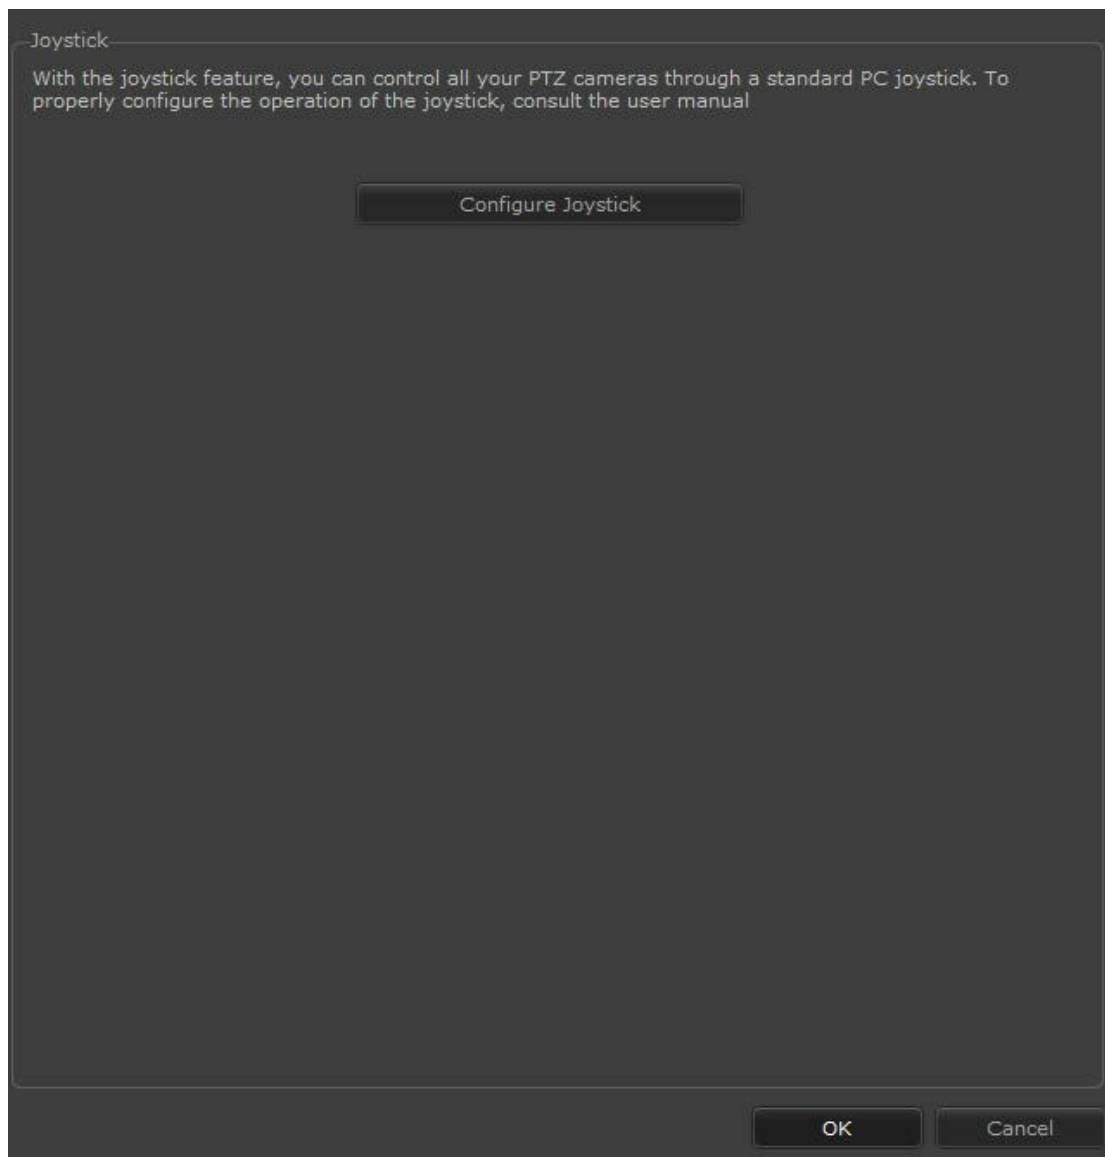 Joystick
With the joystick feature, you can control all your PTZ cameras through a standard PC joystick. To
properly configure the operation of the joystick, consult the user manual
Configure Joystick
OK
Cancel